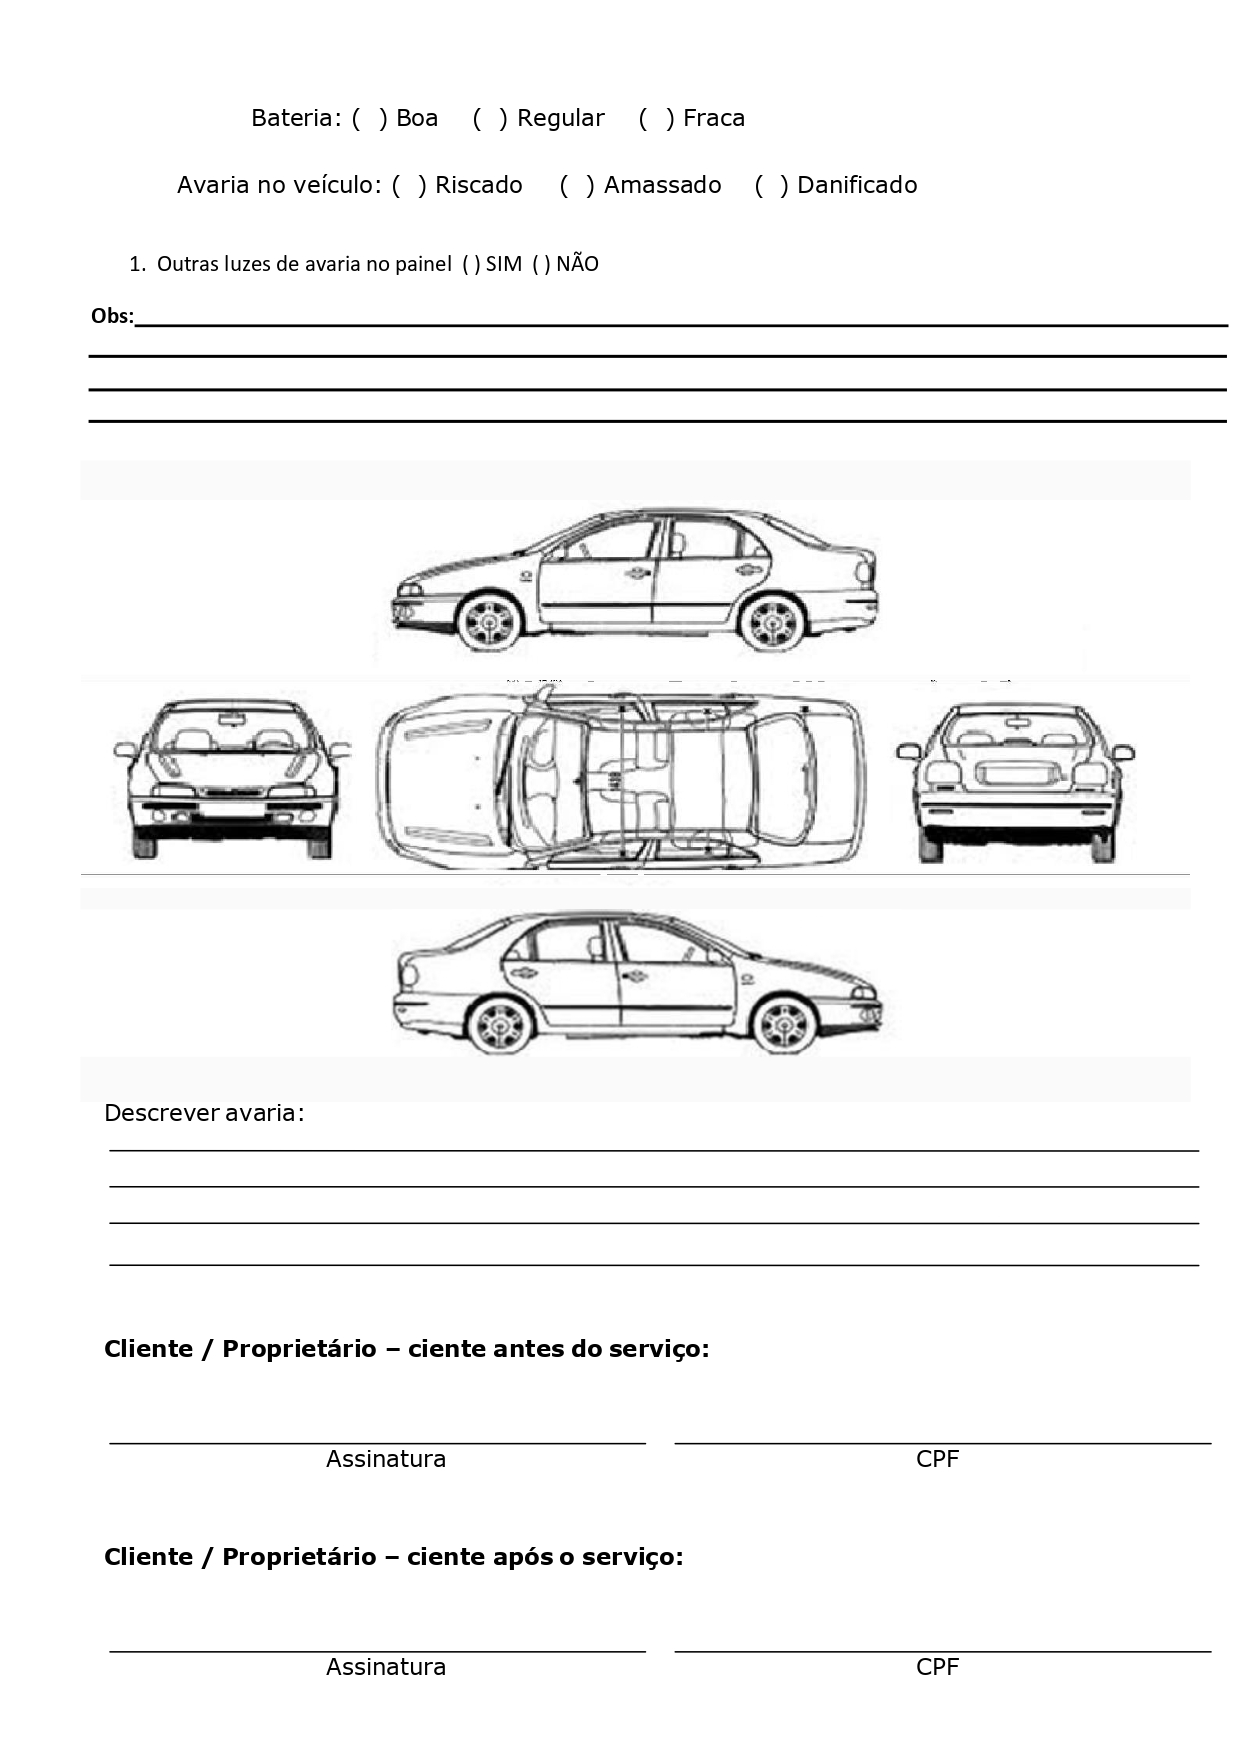 Bateria: (  ) Boa (  ) Regular (  ) Fraca
Avaria no veículo: (  ) Riscado (  ) Amassado (  ) Danificado
1. Outras luzes de avaria no painel ( ) SIM ( ) NÃO
Obs:
Descrever avaria:
Cliente / Proprietário – ciente antes do serviço:
Assinatura CPF
Cliente / Proprietário – ciente após o serviço:
Assinatura CPF